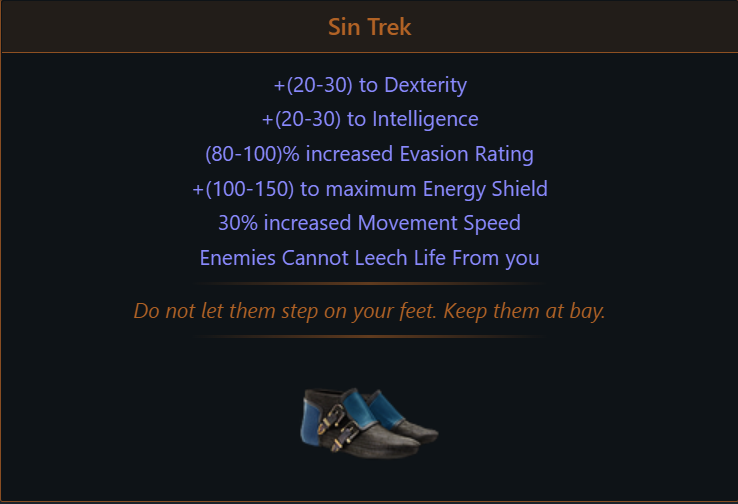 Sin Trek
+(20-30) to Dexterity
+(20-30) to Intelligence
(80-100)% increased Evasion Rating
+(100-150) to maximum Energy Shield
30% increased Movement Speed
Enemies Cannot Leech Life From you
Do not let them step on your feet. Keep them at bay.